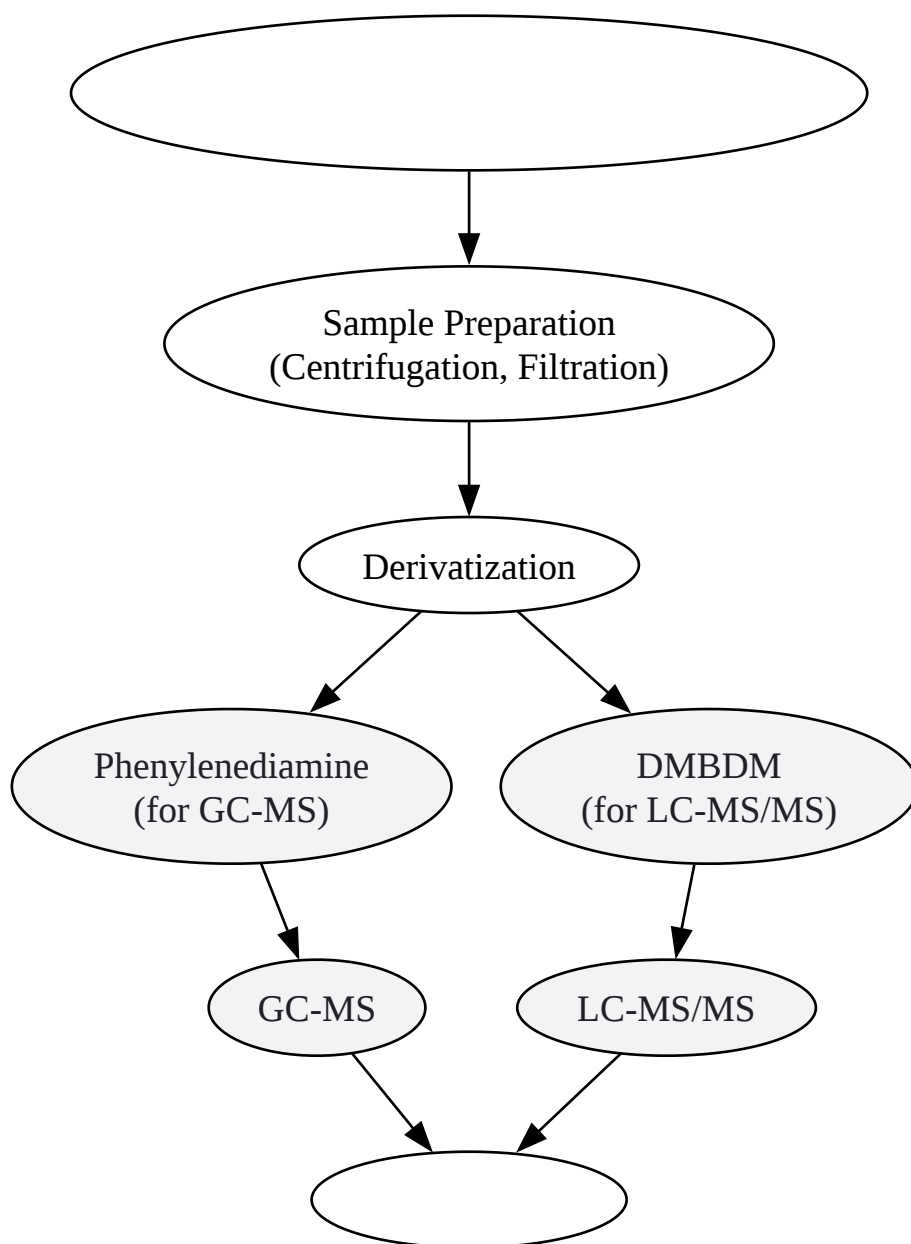 Sample Preparation
(Centrifugation, Filtration)
Derivatization
Phenylenediamine
(for GC-MS)
DMBDM
(for LC-MS/MS)
GC-MS
LC-MS/MS